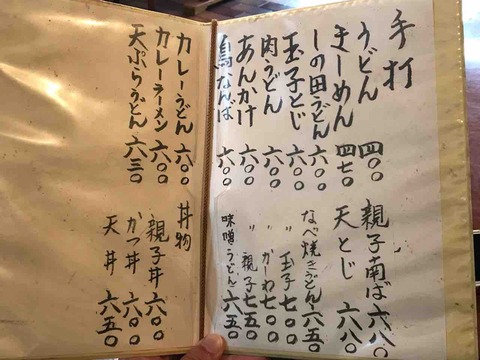 手打
うどん 四〇〇
きしめん 四七〇
しの田うどん 六〇〇
玉子とじ 六〇〇
肉うどん 六〇〇
あんかけ 六〇〇
鳥なんば 六〇〇
親子南ば 六八〇
天とじ 六八〇
なべ焼きうどん 六五〇
〃 玉子 七〇〇
〃 かしわ 七〇〇
〃 親子 七五〇
味噌うどん 六五〇
カレーうどん 六〇〇
カレーラーメン 六〇〇
天ぷらうどん 六三〇
丼物
親子丼 六〇〇
かつ丼 六〇〇
天丼 六五〇